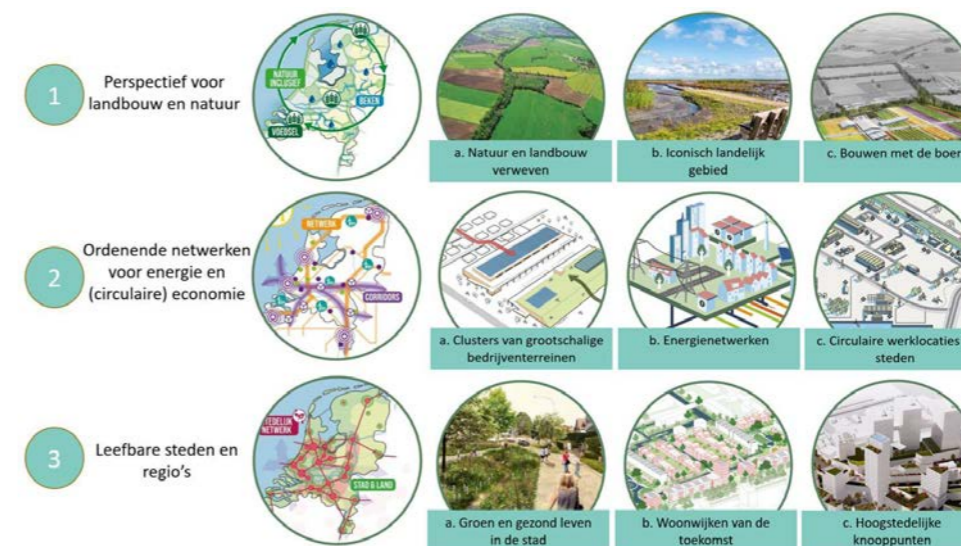 1
Perspectief voor
landbouw en natuur
NATUUR
INCLUSIEF
BEKEN
VOEDSEL
a. Natuur en landbouw
verweven
b. Iconisch landelijk
gebied
c. Bouwen met de boer
2
Ordenende netwerken
voor energie en
(circulaire) economie
NETWERK
CORRIDORS
a. Clusters van grootschalige
bedrijventerreinen
b. Energienetwerken
c. Circulaire werklocaties
steden
3
Leefbare steden en
regio's
TEDELIJK
NETWERK
STAD & LAND
a. Groen en gezond leven
in de stad
b. Woonwijken van de
toekomst
c. Hoogstedelijke
knooppunten